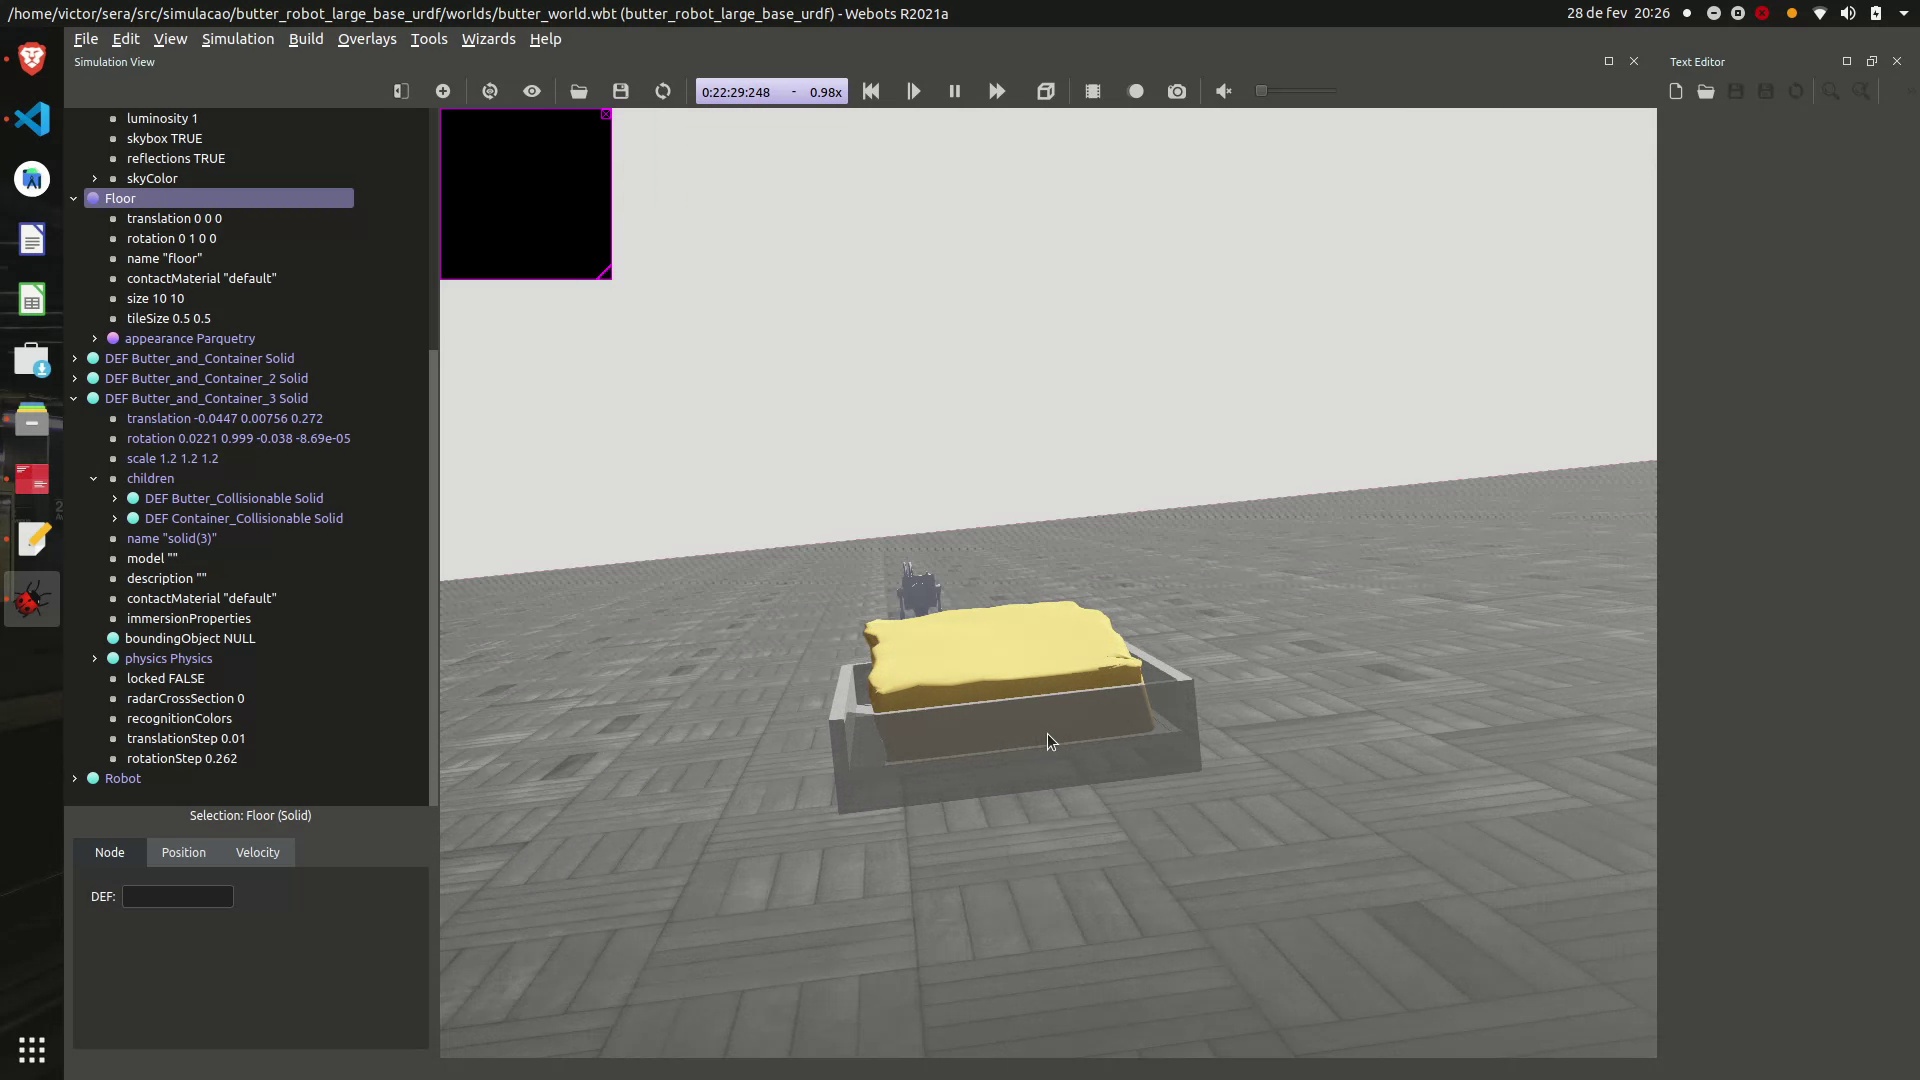 /home/victor/sera/src/simulacao/butter_robot_large_base_urdf/worlds/butter_world.wbt (butter_robot_large_base_urdf) - Webots R2021a
28 de fev 20:26
File Edit View Simulation Build Overlays Tools Wizards Help
Simulation View
Text Editor
0:22:29:248 - 0.98x
luminosity 1
skybox TRUE
reflections TRUE
skyColor
Floor
translation 0 0 0
rotation 0 1 0 0
name "floor"
contactMaterial "default"
size 10 10
tileSize 0.5 0.5
appearance Parquetry
DEF Butter_and_Container Solid
DEF Butter_and_Container_2 Solid
DEF Butter_and_Container_3 Solid
translation -0.0447 0.00756 0.272
rotation 0.0221 0.999 -0.038 -8.69e-05
scale 1.2 1.2 1.2
children
DEF Butter_Collisionable Solid
DEF Container_Collisionable Solid
name "solid(3)"
model ""
description ""
contactMaterial "default"
immersionProperties
boundingObject NULL
physics Physics
locked FALSE
radarCrossSection 0
recognitionColors
translationStep 0.01
rotationStep 0.262
Robot
Selection: Floor (Solid)
Node Position Velocity
DEF: